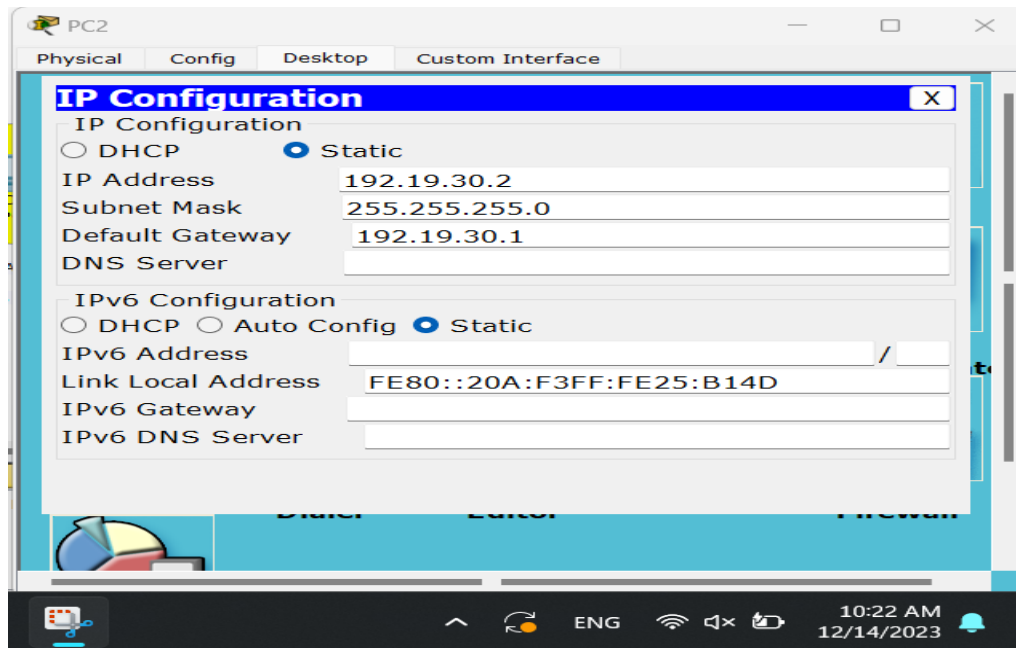 PC2
Physical Config Desktop Custom Interface
IP Configuration X
IP Configuration
DHCP Static
IP Address 192.19.30.2
Subnet Mask 255.255.255.0
Default Gateway 192.19.30.1
DNS Server
IPv6 Configuration
DHCP Auto Config Static
IPv6 Address /
Link Local Address FE80::20A:F3FF:FE25:B14D
IPv6 Gateway
IPv6 DNS Server
Dialer Editor Firewall
ENG 10:22 AM
12/14/2023